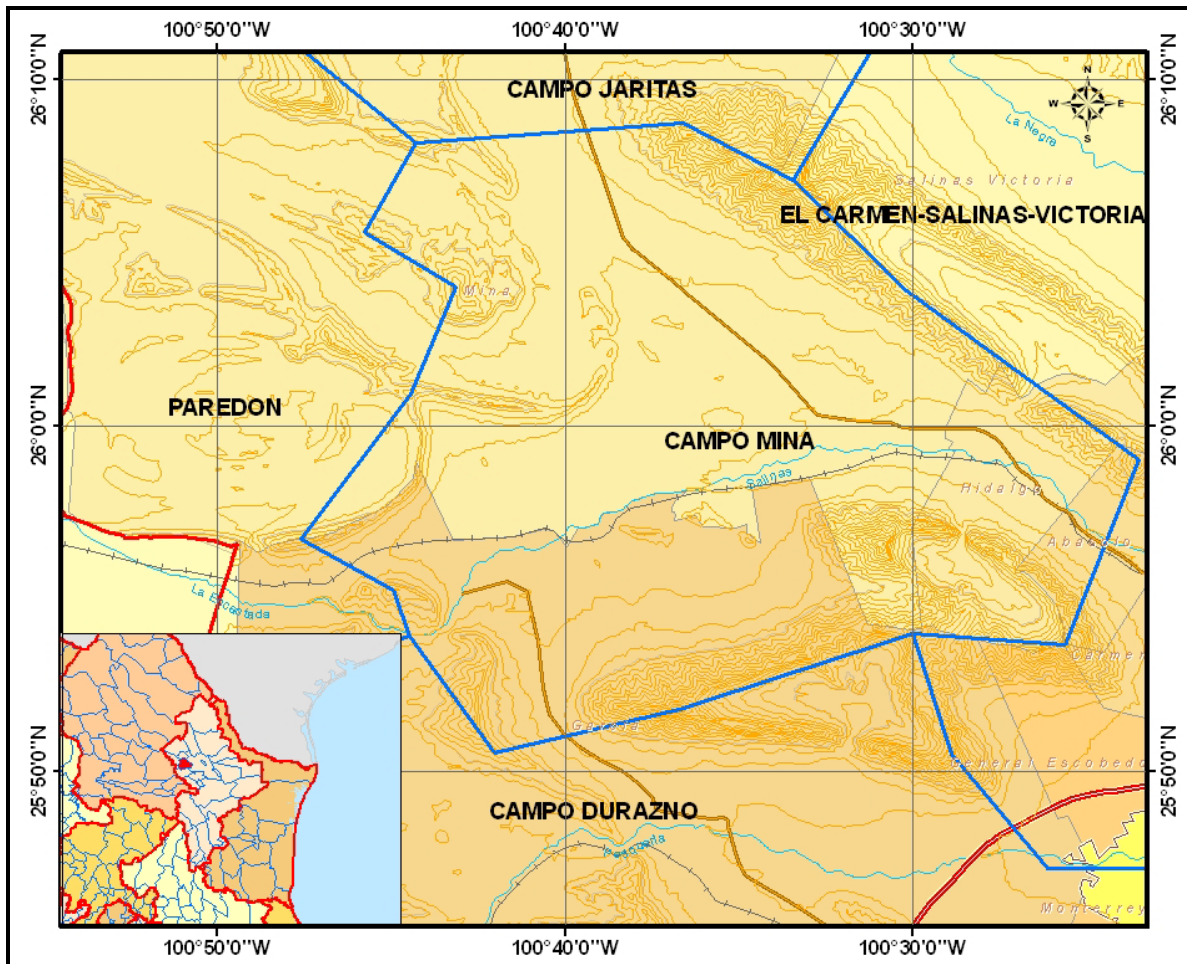 100°50'0"W 100°40'0"W 100°30'0"W
26°10'0"N
26°10'0"N
CAMPO JARITAS
N
W E
S
La Negra
Salinas Victoria
EL CARMEN-SALINAS-VICTORIA
Mina
PAREDON
26°0'0"N
26°0'0"N
CAMPO MINA
Salinas
Hidalgo
Abasolo
La Encantada
Carmen
García
25°50'0"N
25°50'0"N
General Escobedo
CAMPO DURAZNO
Pesquería
Monterrey
100°50'0"W 100°40'0"W 100°30'0"W